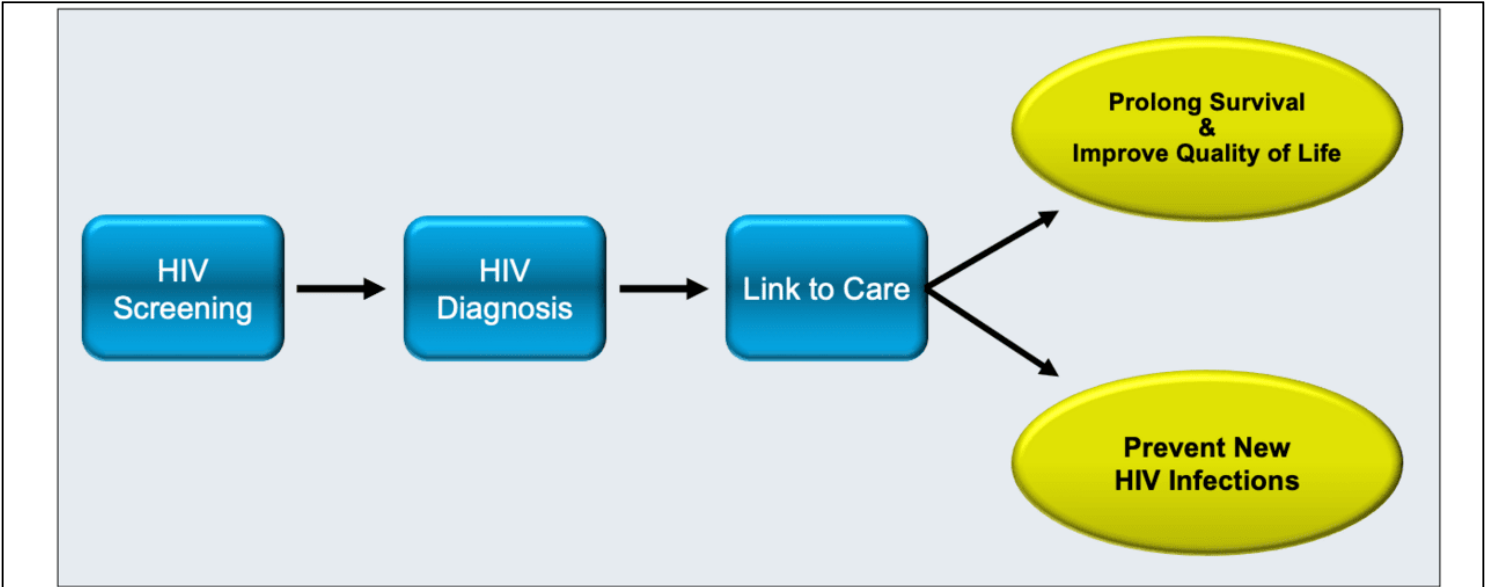 HIV
Screening
HIV
Diagnosis
Link to Care
Prolong Survival
&
Improve Quality of Life
Prevent New
HIV Infections